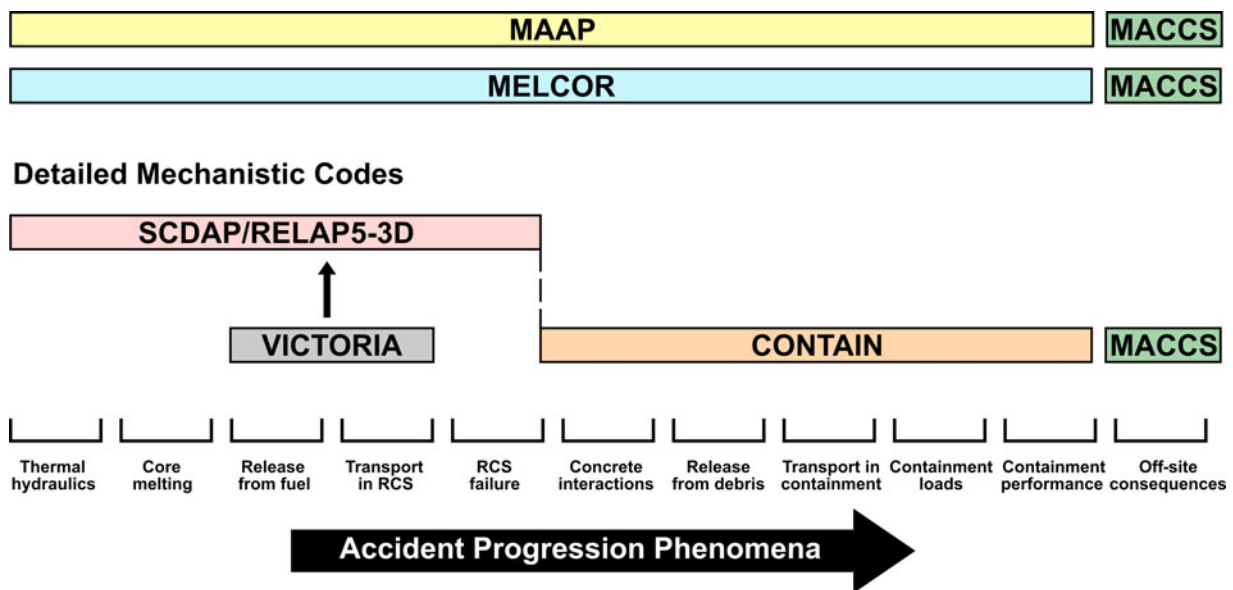 MAAP MACCS
MELCOR MACCS
Detailed Mechanistic Codes
SCDAP/RELAP5-3D
VICTORIA CONTAIN MACCS
Thermal hydraulics
Core melting
Release from fuel
Transport in RCS
RCS failure
Concrete interactions
Release from debris
Transport in containment
Containment loads
Containment performance
Off-site consequences
Accident Progression Phenomena